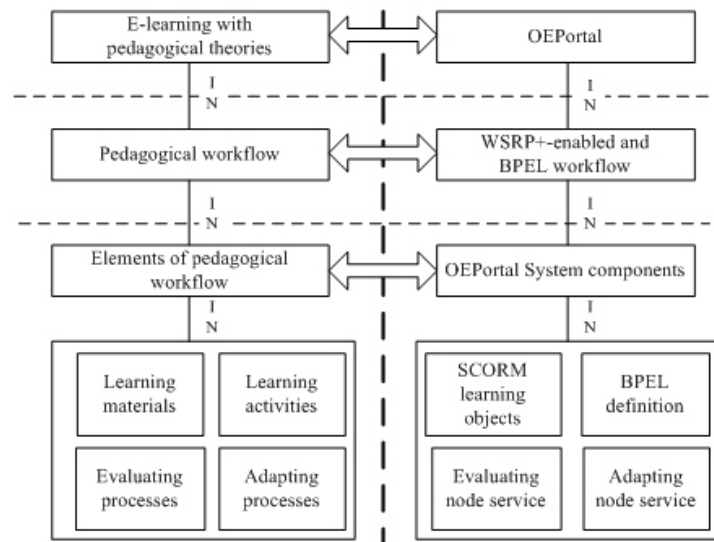 E-learning with
pedagogical theories
OEPortal
I
N
I
N
Pedagogical workflow
WSRP+-enabled and
BPEL workflow
I
N
I
N
Elements of pedagogical
workflow
OEPortal System components
I
N
I
N
Learning
materials
Learning
activities
SCORM
learning
objects
BPEL
definition
Evaluating
processes
Adapting
processes
Evaluating
node service
Adapting
node service